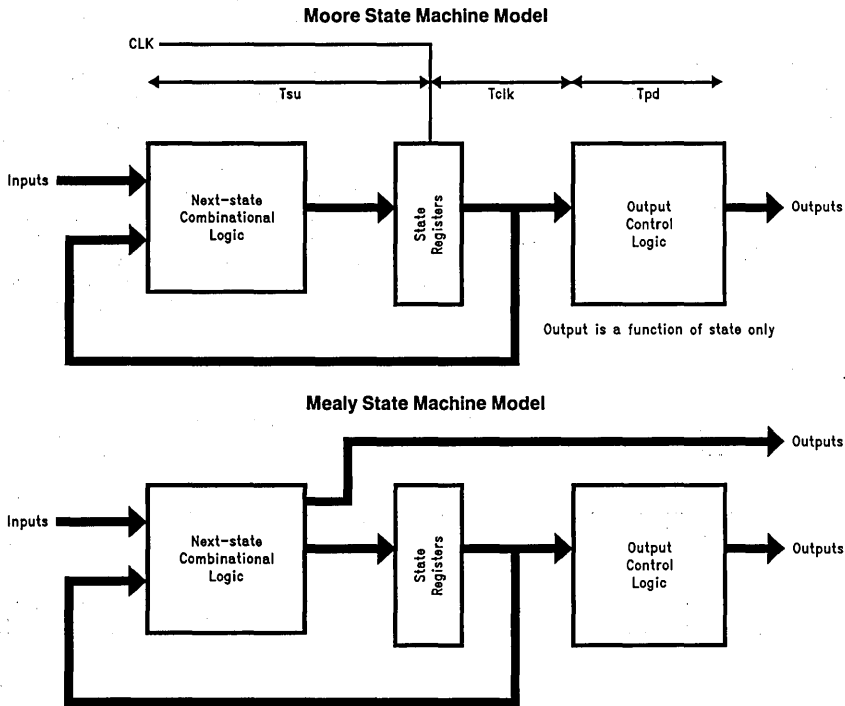 Moore State Machine Model
CLK
Tsu
Tclk
Tpd
Inputs
Next-state
Combinational
Logic
State
Registers
Output
Control
Logic
Outputs
Output is a function of state only
Mealy State Machine Model
Outputs
Inputs
Next-state
Combinational
Logic
State
Registers
Output
Control
Logic
Outputs